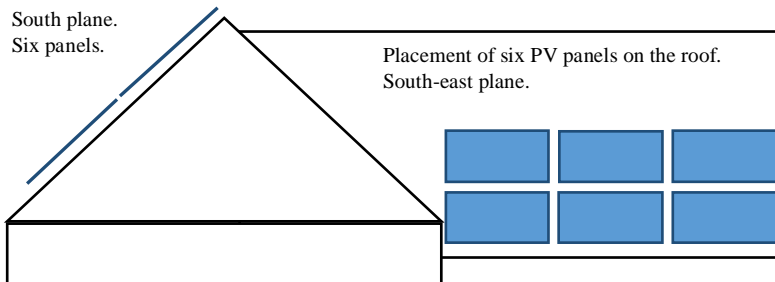 South plane.
Six panels.
Placement of six PV panels on the roof.
South-east plane.